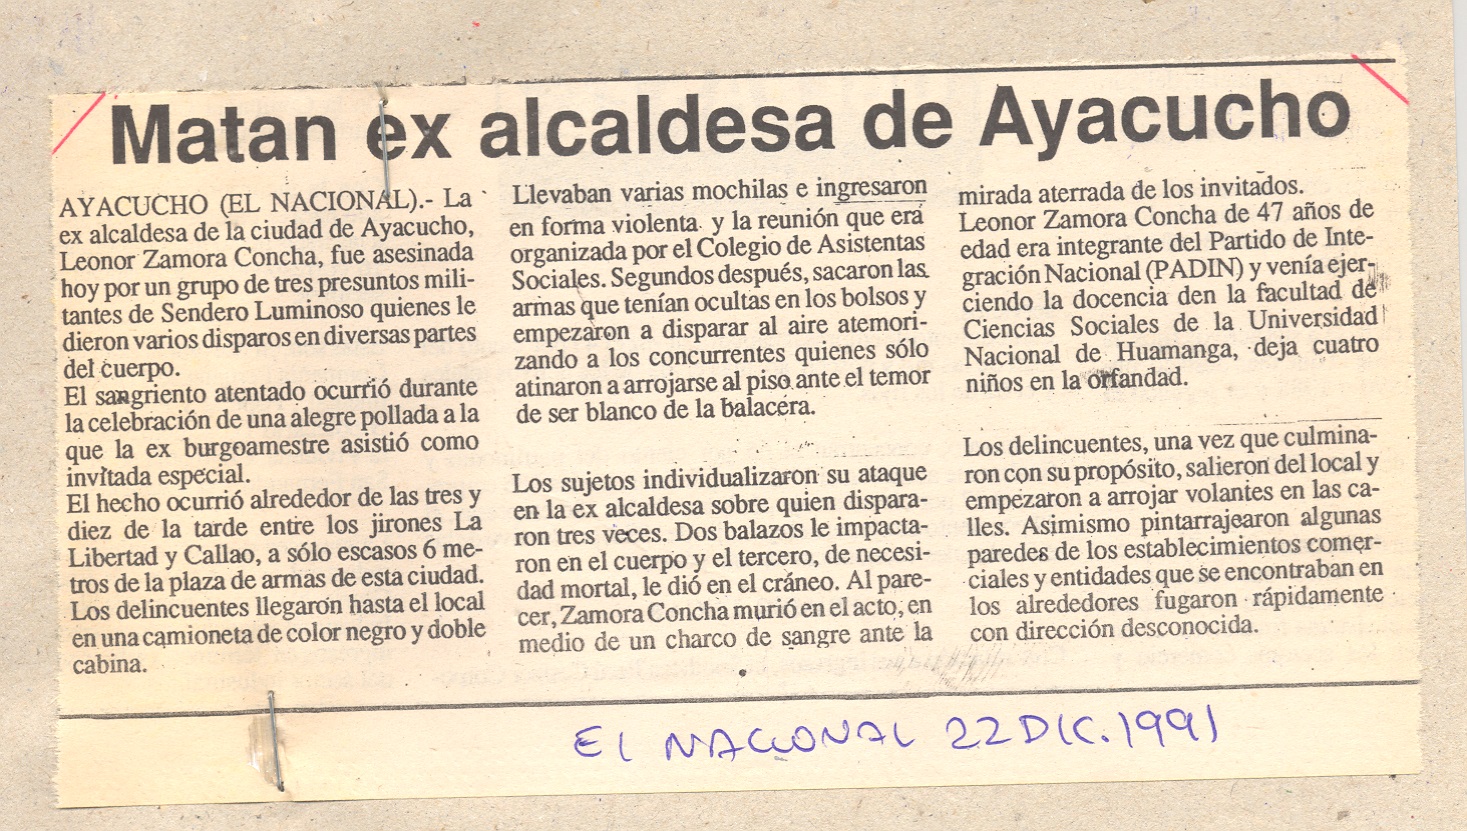 Matan ex alcaldesa de Ayacucho
AYACUCHO (EL NACIONAL).- La
ex alcaldesa de la ciudad de Ayacucho,
Leonor Zamora Concha, fue asesinada
hoy por un grupo de tres presuntos mili-
tantes de Sendero Luminoso quienes le
dieron varios disparos en diversas partes
del cuerpo.
El sangriento atentado ocurrió durante
la celebración de una alegre pollada a la
que la ex burgoamestre asistió como
invitada especial.
El hecho ocurrió alrededor de las tres y
diez de la tarde entre los jirones La
Libertad y Callao, a sólo escasos 6 me-
tros de la plaza de armas de esta ciudad.
Los delincuentes llegaron hasta el local
en una camioneta de color negro y doble
cabina.
Llevaban varias mochilas e ingresaron
en forma violenta y la reunión que era
organizada por el Colegio de Asistentas
Sociales. Segundos después, sacaron las
armas que tenían ocultas en los bolsos y
empezaron a disparar al aire atemori-
zando a los concurrentes quienes sólo
atinaron a arrojarse al piso ante el temor
de ser blanco de la balacera.
Los sujetos individualizaron su ataque
en la ex alcaldesa sobre quien dispara-
ron tres veces. Dos balazos le impacta-
ron en el cuerpo y el tercero, de necesi-
dad mortal, le dió en el cráneo. Al pare-
cer, Zamora Concha murió en el acto, en
medio de un charco de sangre ante la
mirada aterrada de los invitados.
Leonor Zamora Concha de 47 años de
edad era integrante del Partido de Inte-
gración Nacional (PADIN) y venía ejer-
ciendo la docencia den la facultad de
Ciencias Sociales de la Universidad
Nacional de Huamanga, deja cuatro
niños en la orfandad.
Los delincuentes, una vez que culmina-
ron con su propósito, salieron del local y
empezaron a arrojar volantes en las ca-
lles. Asimismo pintarrajearon algunas
paredes de los establecimientos comer-
ciales y entidades que se encontraban en
los alrededores fugaron rápidamente
con dirección desconocida.
EL NACIONAL 22 DIC. 1991